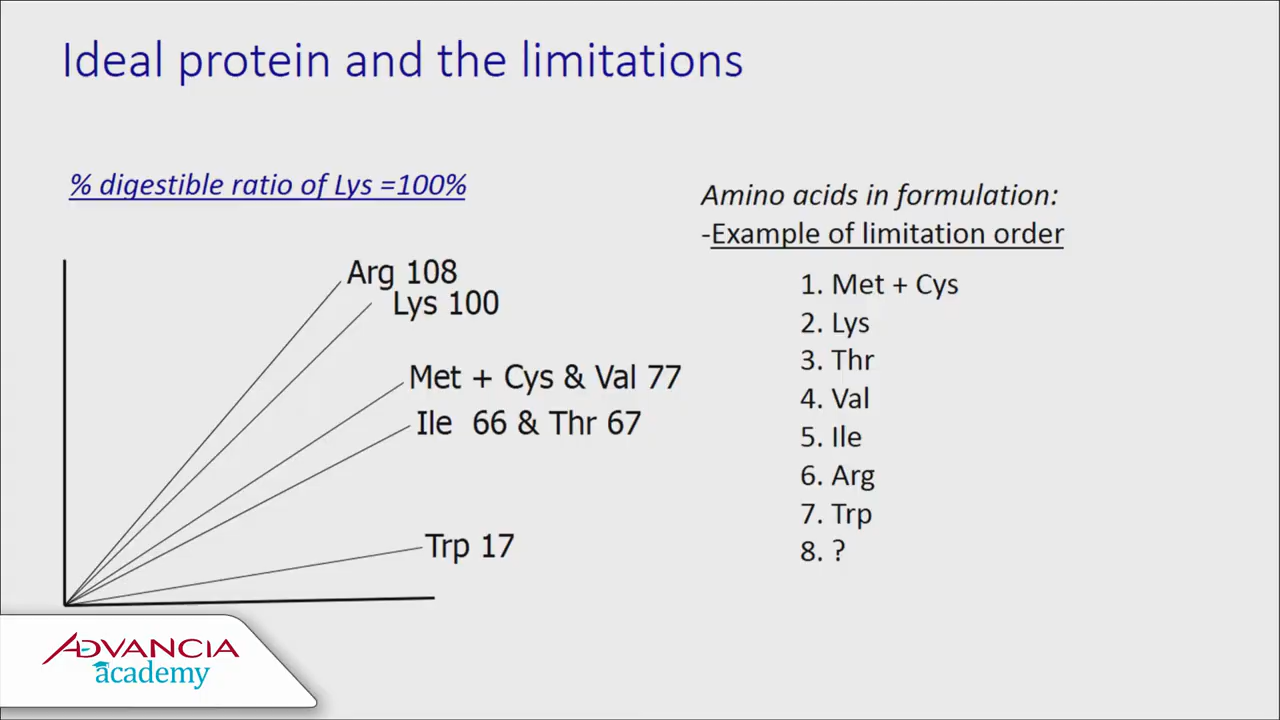 Ideal protein and the limitations
% digestible ratio of Lys =100%
Arg 108
Lys 100
Met + Cys & Val 77
Ile 66 & Thr 67
Trp 17
Amino acids in formulation:
-Example of limitation order
1. Met + Cys
2. Lys
3. Thr
4. Val
5. Ile
6. Arg
7. Trp
8. ?
ADVANCIA
academy